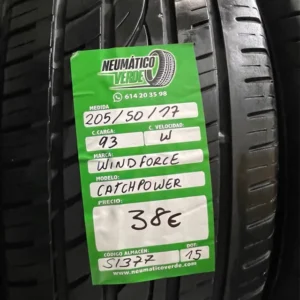 NEUMÁTICO
VERDE
614 20 35 98
MEDIDA
205/50/17
C. CARGA: C. VELOCIDAD:
93 W
MARCA:
WINDFORCE
MODELO:
CATCHPOWER
PRECIO:
38€
CÓDIGO ALMACÉN: DOT:
S1377 15
www.neumaticoverde.com